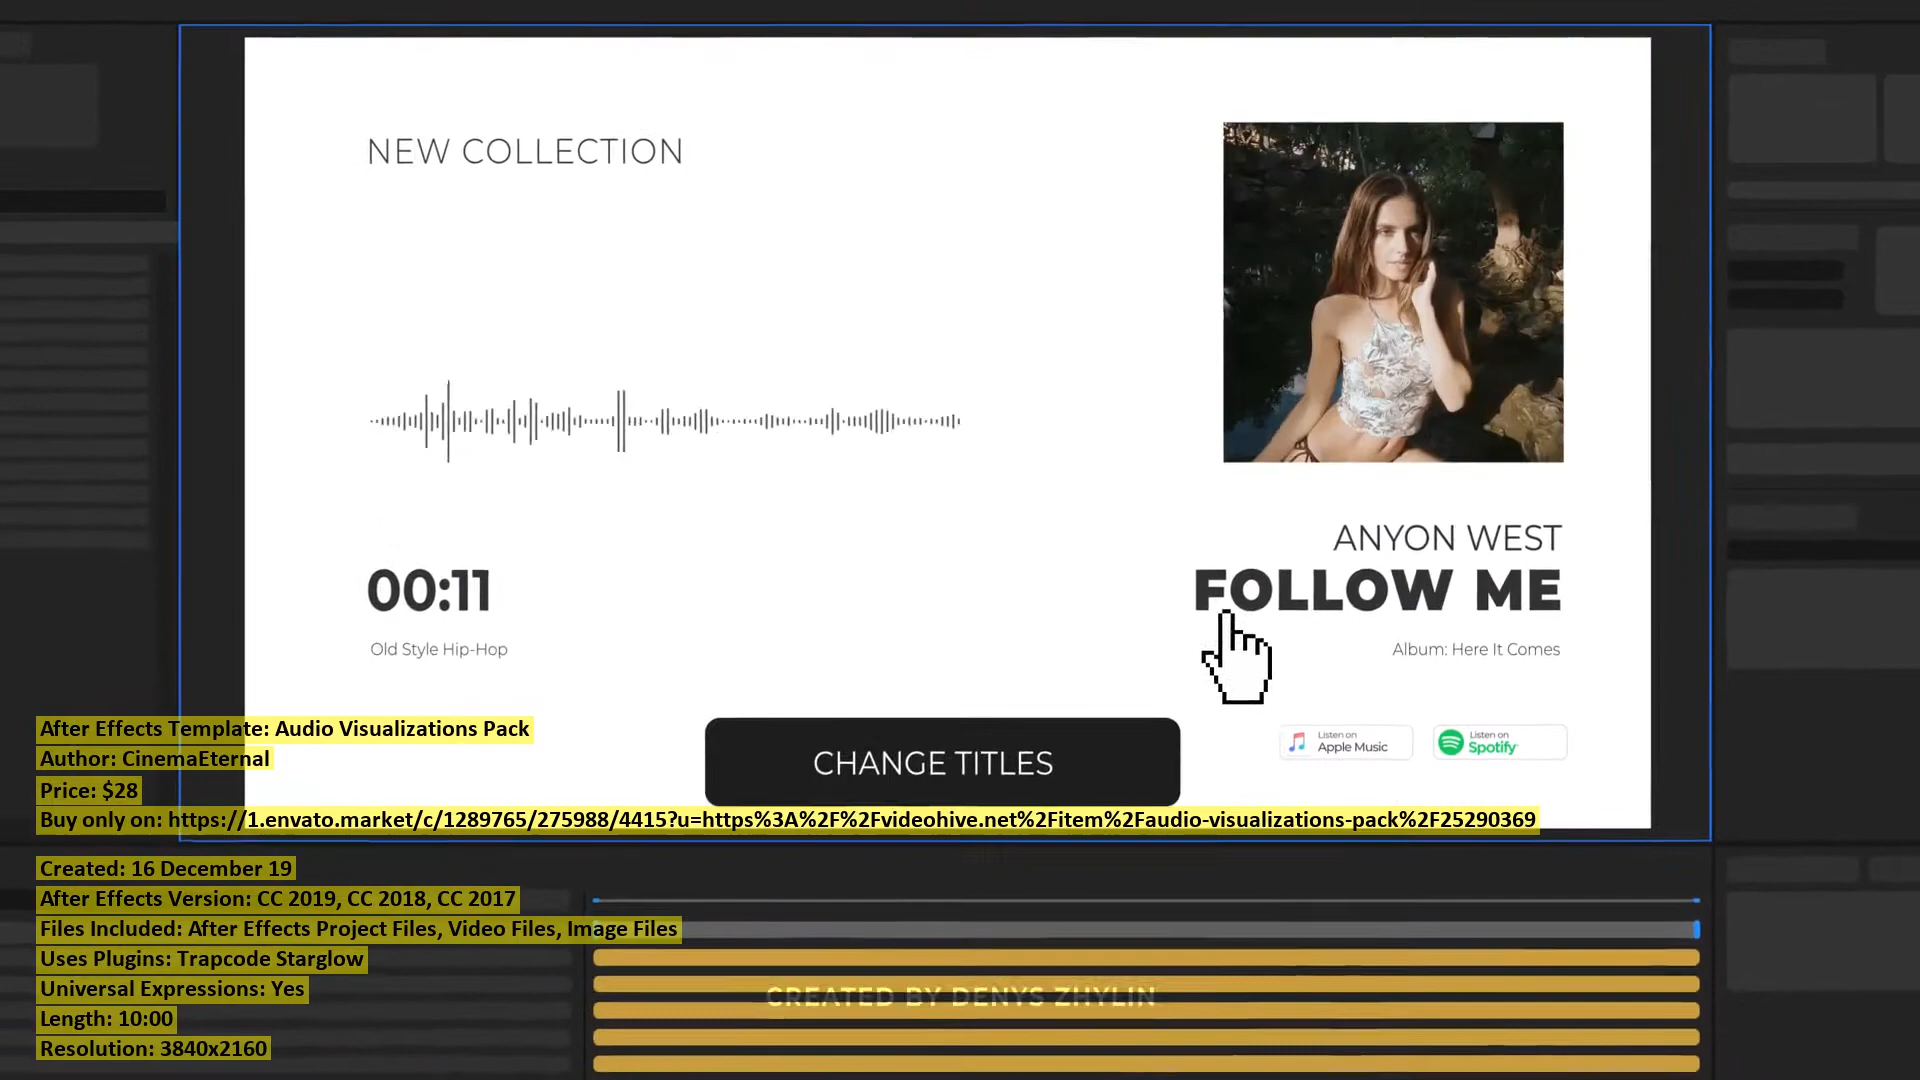 NEW COLLECTION
ANYON WEST
00:11
FOLLOW ME
Old Style Hip-Hop
Album: Here It Comes
Listen on
Apple Music
Listen on
Spotify
CHANGE TITLES
After Effects Template: Audio Visualizations Pack
Author: CinemaEternal
Price: $28
Buy only on: https://1.envato.market/c/1289765/275988/4415?u=https%3A%2F%2Fvideohive.net%2Fitem%2Faudio-visualizations-pack%2F25290369
Created: 16 December 19
After Effects Version: CC 2019, CC 2018, CC 2017
Files Included: After Effects Project Files, Video Files, Image Files
Uses Plugins: Trapcode Starglow
Universal Expressions: Yes
Length: 10:00
Resolution: 3840x2160
CREATED BY DENYS ZHYLIN